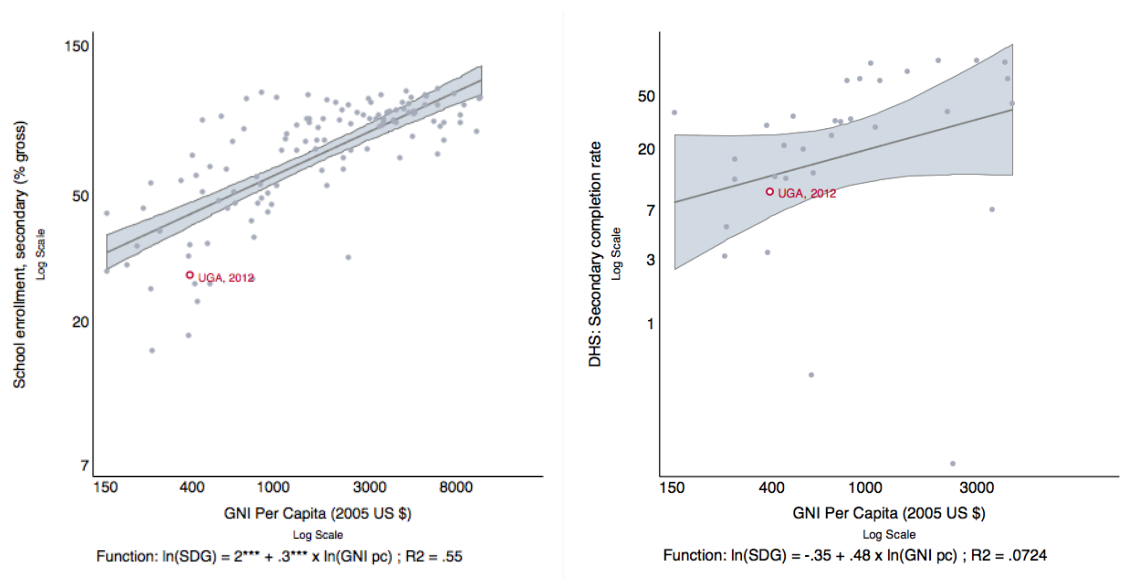 School enrollment, secondary (% gross)
Log Scale
150
50
20
7
UGA, 2012
150 400 1000 3000 8000
GNI Per Capita (2005 US $)
Log Scale
Function: ln(SDG) = 2*** + .3*** x ln(GNI pc) ; R2 = .55
DHS: Secondary completion rate
Log Scale
50
20
7
3
1
UGA, 2012
150 400 1000 3000
GNI Per Capita (2005 US $)
Log Scale
Function: ln(SDG) = -.35 + .48 x ln(GNI pc) ; R2 = .0724